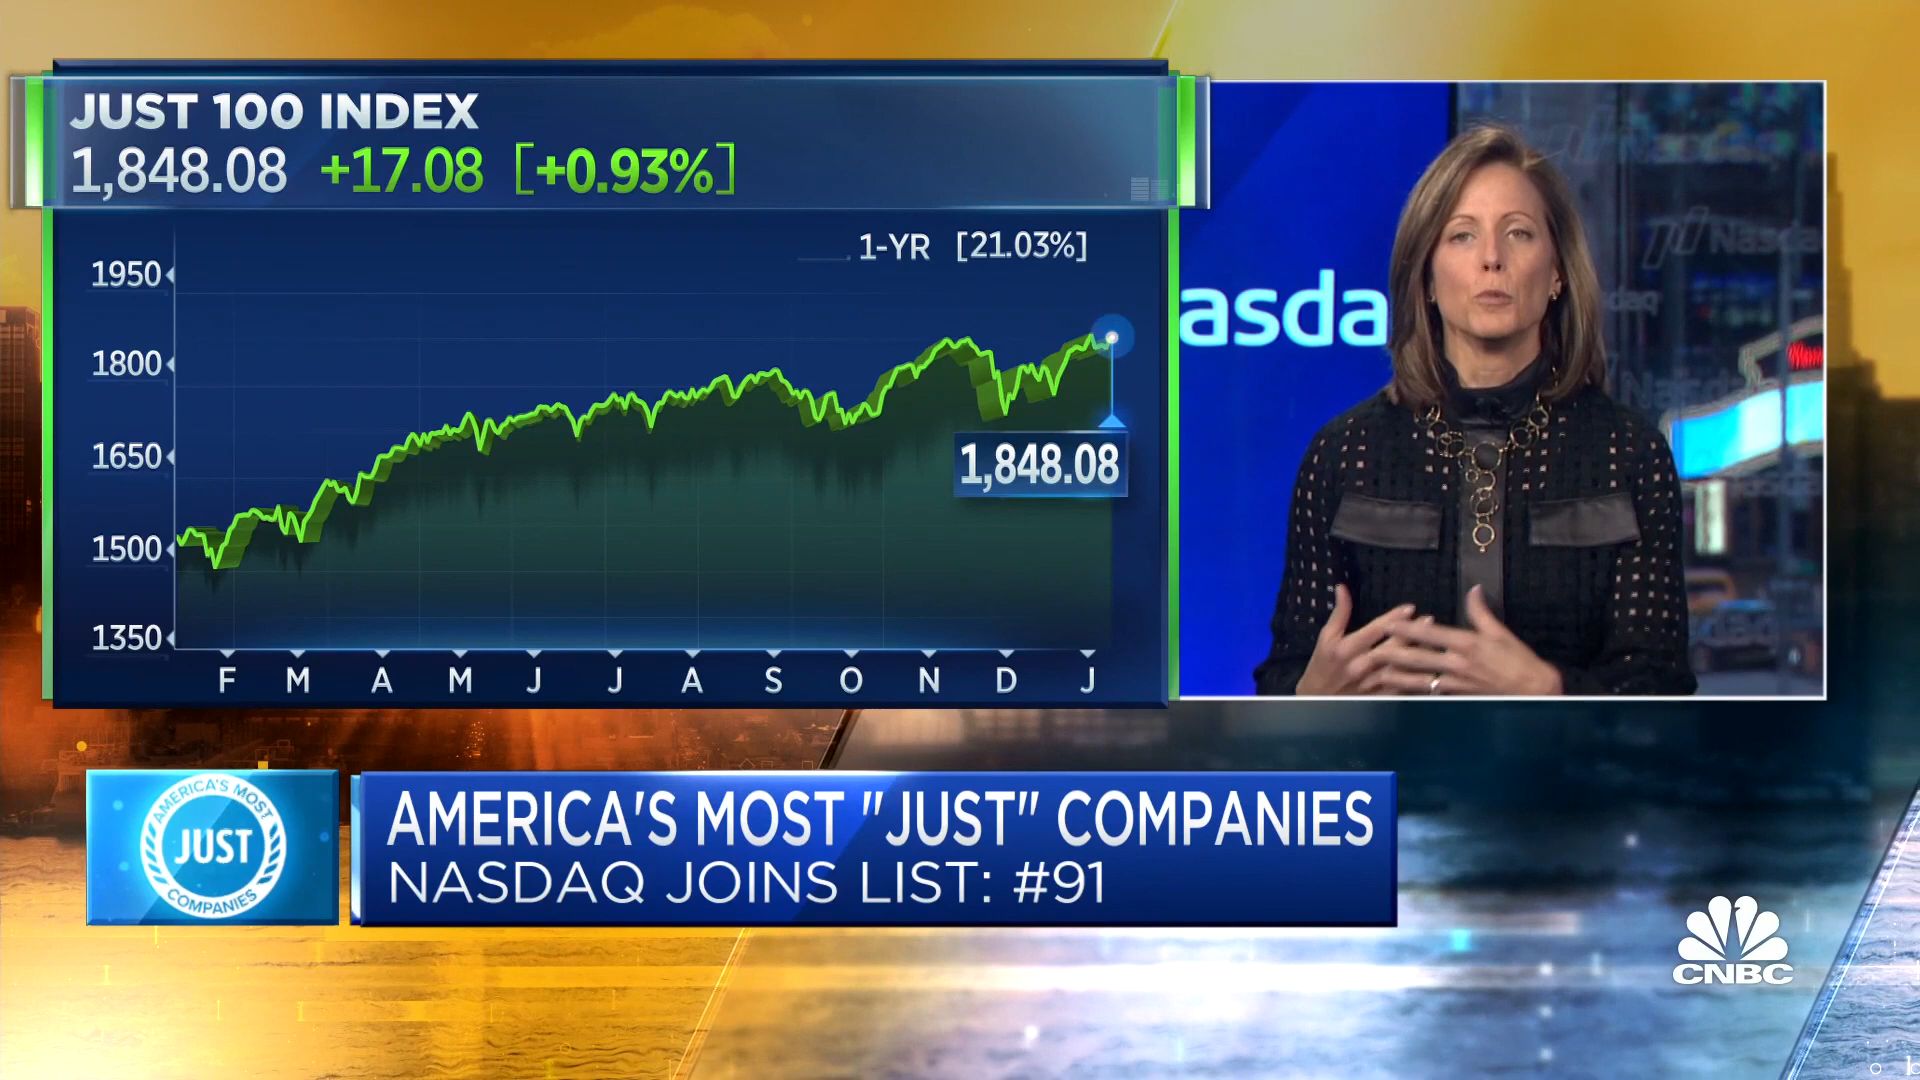 JUST 100 INDEX
1,848.08 +17.08 [+0.93%]
1-YR [21.03%]
1950
1800
1650
1500
1350
1,848.08
F M A M J J A S O N D J
asda
Nasda
AMERICA'S MOST
JUST
COMPANIES
AMERICA'S MOST "JUST" COMPANIES
NASDAQ JOINS LIST: #91
CNBC